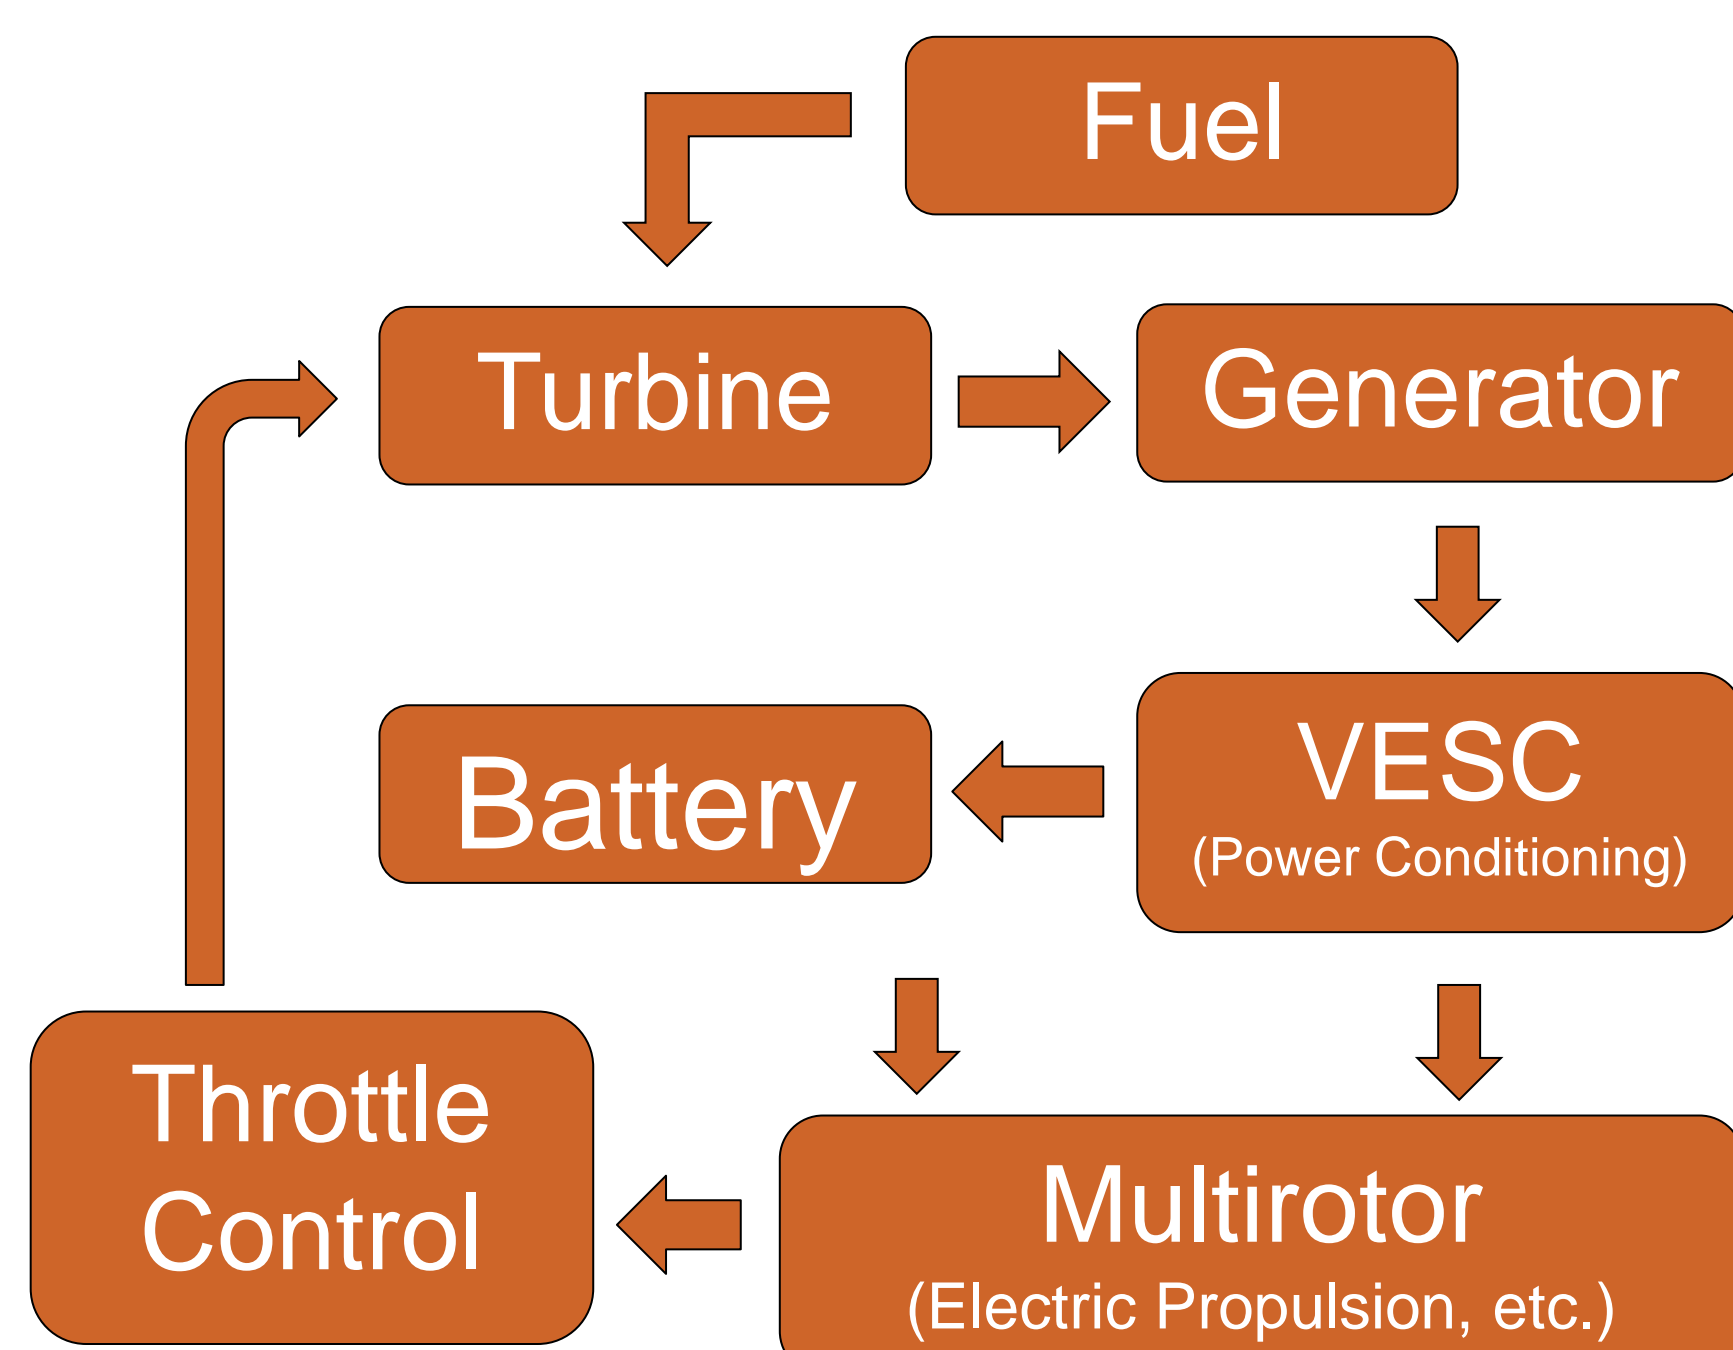 Fuel
Turbine
Generator
Battery
VESC
(Power Conditioning)
Throttle
Control
Multirotor
(Electric Propulsion, etc.)